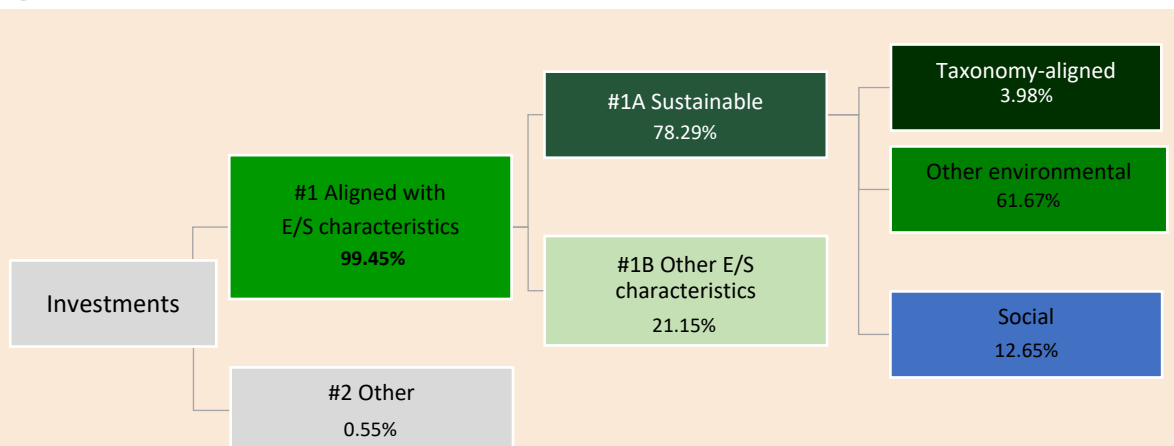 Investments
#1 Aligned with
E/S characteristics
99.45%
#2 Other
0.55%
#1A Sustainable
78.29%
#1B Other E/S
characteristics
21.15%
Taxonomy-aligned
3.98%
Other environmental
61.67%
Social
12.65%